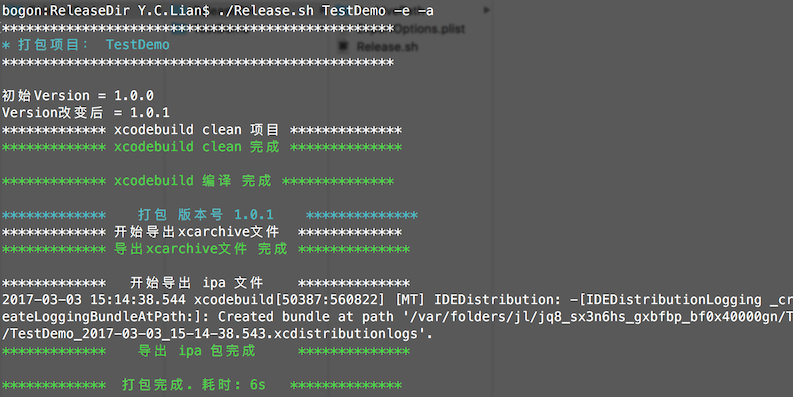 bogon:ReleaseDir Y.C.Lian$ ./Release.sh TestDemo -e -a
**************************************************
* 打包项目： TestDemo
Options.plist
Release.sh
**************************************************
初始Version = 1.0.0
Version改变后 = 1.0.1
************* xcodebuild clean 项目 **************
************* xcodebuild clean 完成 **************
************* xcodebuild 编译 完成 **************
************* 打包 版本号 1.0.1 **************
************* 开始导出xcarchive文件 *************
************* 导出xcarchive文件 完成 **************
************* 开始导出 ipa 文件 **************
2017-03-03 15:14:38.544 xcodebuild[50387:560822] [MT] IDEDistribution: -[IDEDistributionLogging _cr
eateLoggingBundleAtPath:]: Created bundle at path '/var/folders/jl/jq8_sx3n6hs_gxbfbp_bf0x40000gn/T
/TestDemo_2017-03-03_15-14-38.543.xcdistributionlogs'.
************* 导出 ipa 包完成 **************
************* 打包完成. 耗时: 6s **************